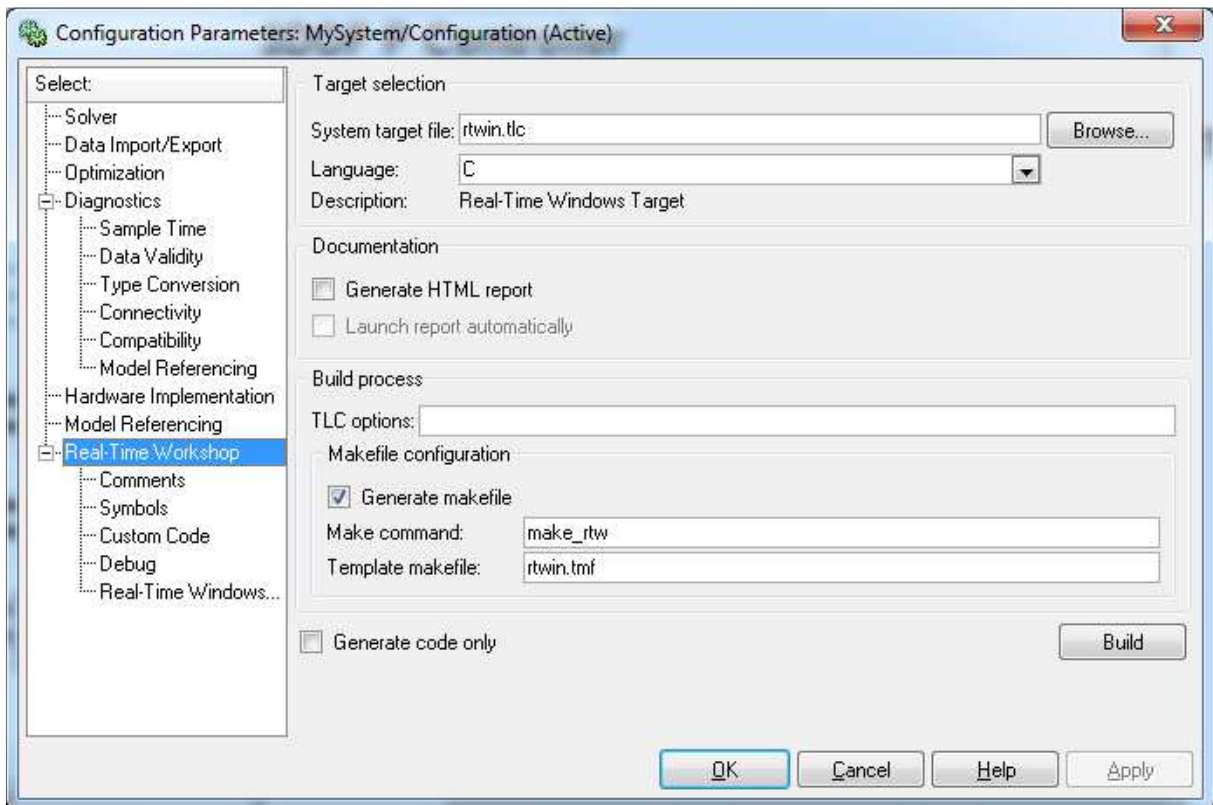 Configuration Parameters: MySystem/Configuration (Active)
Select:
Solver
Data Import/Export
Optimization
Diagnostics
Sample Time
Data Validity
Type Conversion
Connectivity
Compatibility
Model Referencing
Hardware Implementation
Model Referencing
Real-Time Workshop
Comments
Symbols
Custom Code
Debug
Real-Time Windows...
Target selection
System target file: rtwin.tlc Browse...
Language: C
Description: Real-Time Windows Target
Documentation
Generate HTML report
Launch report automatically
Build process
TLC options:
Makefile configuration
Generate makefile
Make command: make_rtw
Template makefile: rtwin.tmf
Generate code only Build
OK Cancel Help Apply